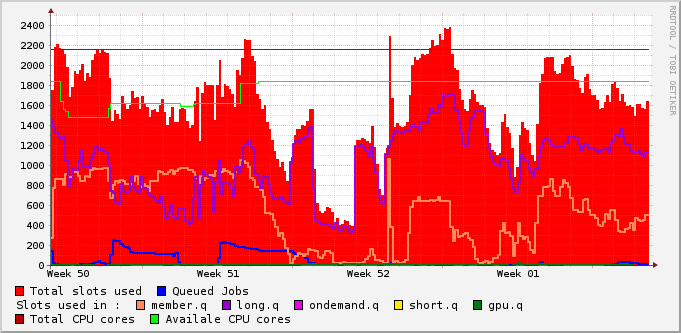 RRDTOOL / TOBI OETIKER
2400
2200
2000
1800
1600
1400
1200
1000
800
600
400
200
0
Week 50 Week 51 Week 52 Week 01
Total slots used Queued Jobs
Slots used in : member.q long.q ondemand.q short.q gpu.q
Total CPU cores Availale CPU cores